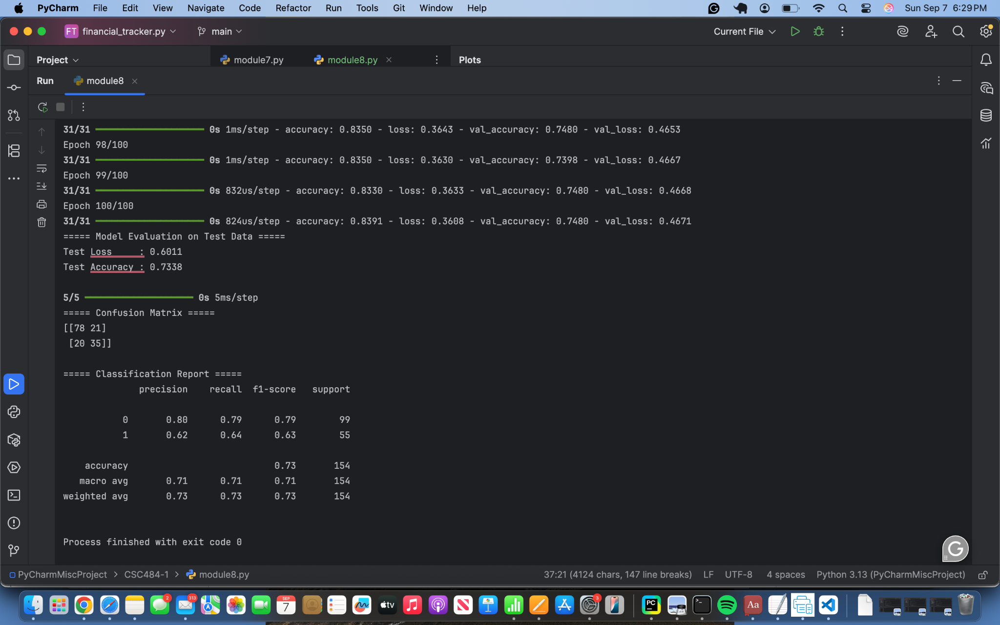 PyCharm File Edit View Navigate Code Refactor Run Tools Git Window Help Sun Sep 7 6:29 PM
FT financial_tracker.py main Current File
Project module7.py module8.py Plots
Run module8
31/31 ━━━━━━━━━━━━━━━━━━━━ 0s 1ms/step - accuracy: 0.8350 - loss: 0.3643 - val_accuracy: 0.7480 - val_loss: 0.4653
Epoch 98/100
31/31 ━━━━━━━━━━━━━━━━━━━━ 0s 1ms/step - accuracy: 0.8350 - loss: 0.3630 - val_accuracy: 0.7398 - val_loss: 0.4667
Epoch 99/100
31/31 ━━━━━━━━━━━━━━━━━━━━ 0s 832us/step - accuracy: 0.8330 - loss: 0.3633 - val_accuracy: 0.7480 - val_loss: 0.4668
Epoch 100/100
31/31 ━━━━━━━━━━━━━━━━━━━━ 0s 824us/step - accuracy: 0.8391 - loss: 0.3608 - val_accuracy: 0.7480 - val_loss: 0.4671
===== Model Evaluation on Test Data =====
Test Loss     : 0.6011
Test Accuracy : 0.7338
5/5 ━━━━━━━━━━━━━━━━━━━━ 0s 5ms/step
===== Confusion Matrix =====
[[78 21]
 [20 35]]
===== Classification Report =====
precision recall f1-score support
0 0.80 0.79 0.79 99
1 0.62 0.64 0.63 55
accuracy 0.73 154
macro avg 0.71 0.71 0.71 154
weighted avg 0.73 0.73 0.73 154
Process finished with exit code 0
PyCharmMiscProject > CSC484-1 > module8.py 37:21 (4124 chars, 147 line breaks) LF UTF-8 4 spaces Python 3.13 (PyCharmMiscProject)
2 313 SEP 7 tv 3 PC Aa